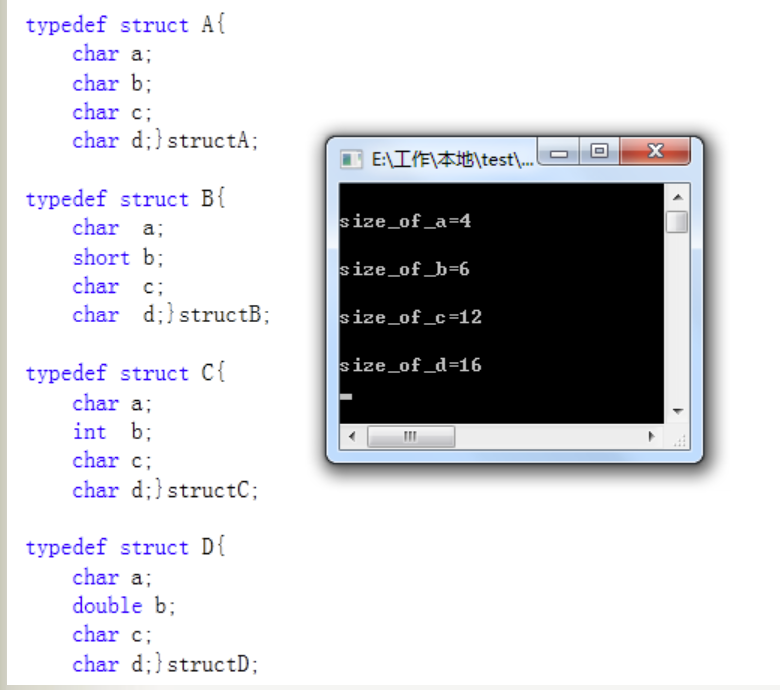 typedef struct A{
char a;
char b;
char c;
char d;}structA;
typedef struct B{
char  a;
short b;
char  c;
char  d;}structB;
typedef struct C{
char a;
int  b;
char c;
char d;}structC;
typedef struct D{
char a;
double b;
char c;
char d;}structD;
E:\工作\本地\test\...
size_of_a=4
size_of_b=6
size_of_c=12
size_of_d=16